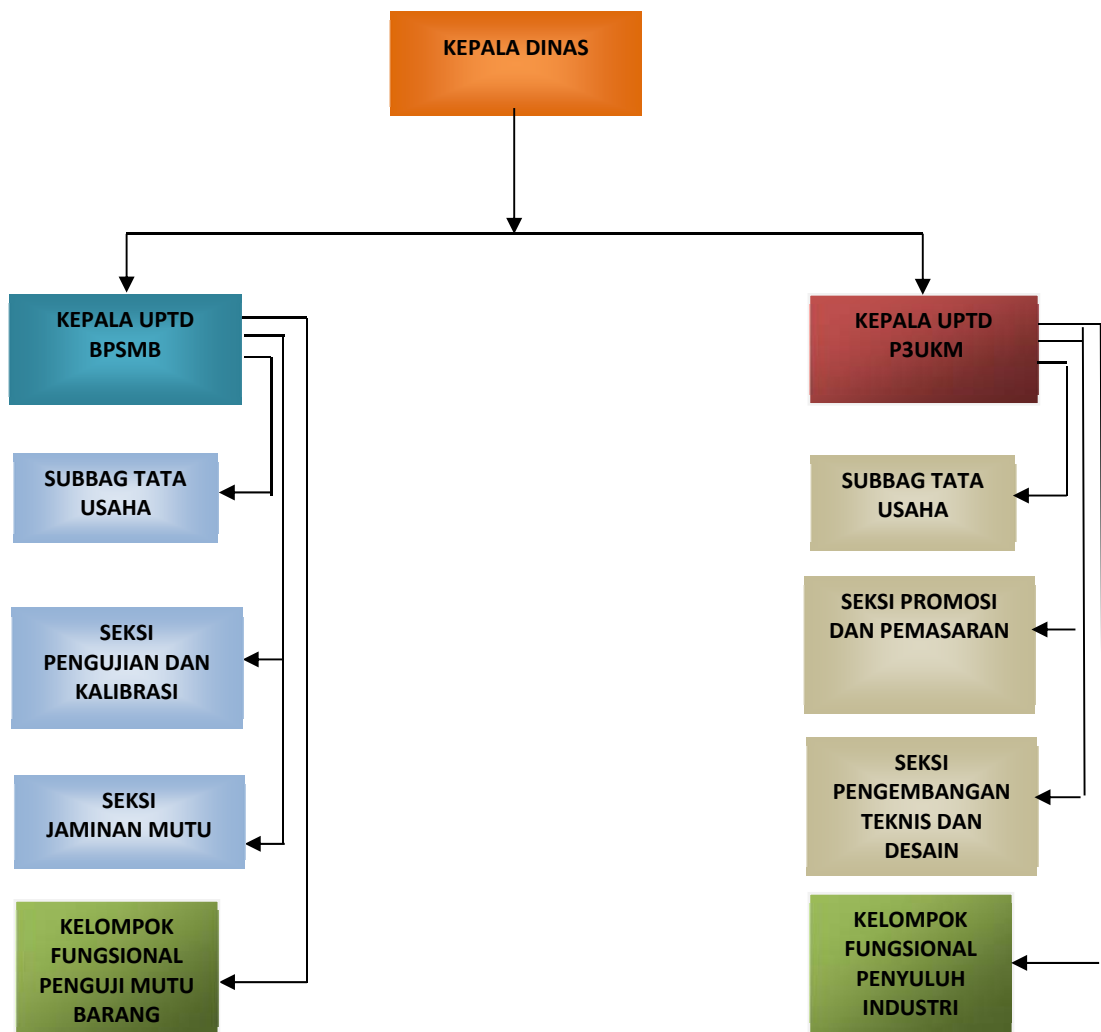 KEPALA DINAS
KEPALA UPTD
BPSMB
SUBBAG TATA
USAHA
SEKSI
PENGUJIAN DAN
KALIBRASI
SEKSI
JAMINAN MUTU
KELOMPOK
FUNGSIONAL
PENGUJI MUTU
BARANG
KEPALA UPTD
P3UKM
SUBBAG TATA
USAHA
SEKSI PROMOSI
DAN PEMASARAN
SEKSI
PENGEMBANGAN
TEKNIS DAN
DESAIN
KELOMPOK
FUNGSIONAL
PENYULUH
INDUSTRI